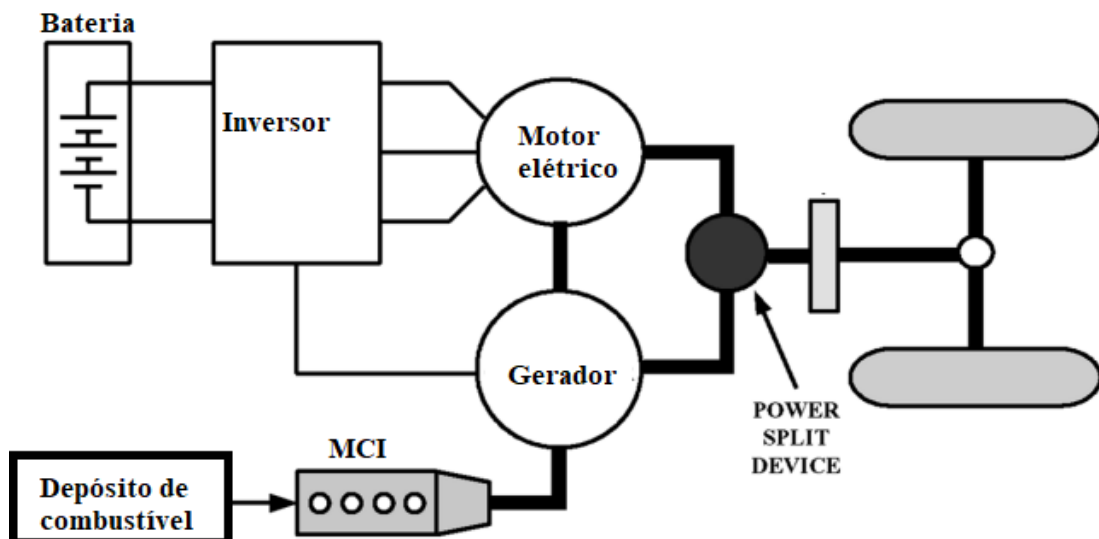 Bateria
Inversor
Motor
elétrico
Gerador
POWER
SPLIT
DEVICE
MCI
Depósito de
combustível